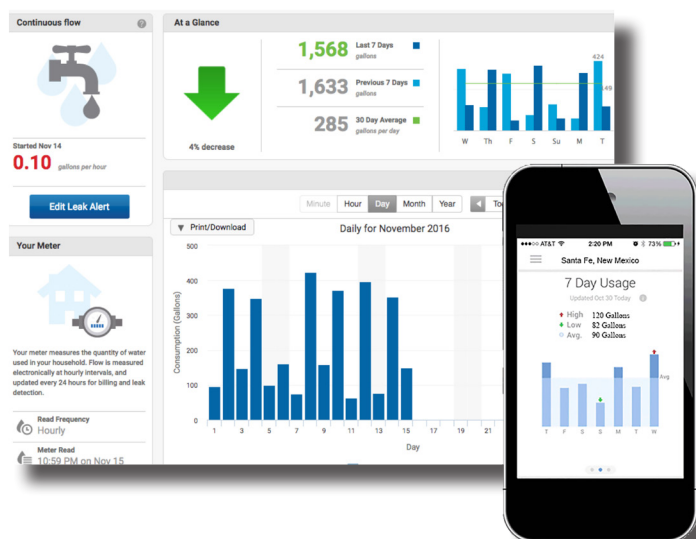 Continuous flow
?
Started Nov 14
0.10 gallons per hour
Edit Leak Alert
Your Meter
Your meter measures the quantity of water
used in your household. Flow is measured
electronically at hourly intervals, and
updated every 24 hours for billing and leak
detection.
Read Frequency
Hourly
Meter Read
10:59 PM on Nov 15
At a Glance
4% decrease
1,568 Last 7 Days
gallons
1,633 Previous 7 Days
gallons
285 30 Day Average
gallons per day
424
149
W Th F S Su M T
Minute Hour Day Month Year
Print/Download
Daily for November 2016
Consumption (Gallons)
500
400
300
200
100
0
1 3 5 7 9 11 13 15 17 19 21
Day
AT&T 2:20 PM 73%
Santa Fe, New Mexico
7 Day Usage
Updated Oct 30 Today
High 120 Gallons
Low 82 Gallons
Avg. 90 Gallons
Avg
T F S S M T W